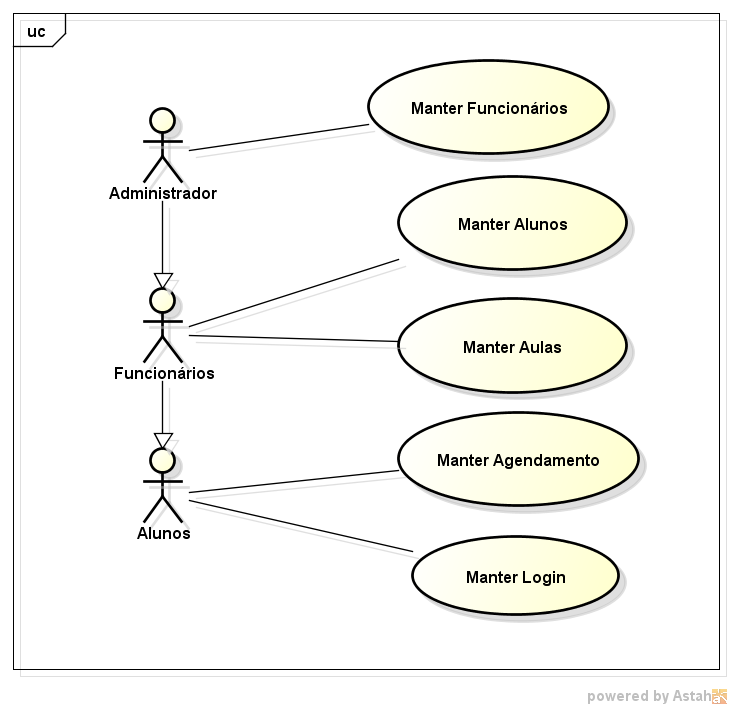 uc
Manter Funcionários
Administrador
Manter Alunos
Manter Aulas
Funcionários
Manter Agendamento
Alunos
Manter Login
powered by Astah